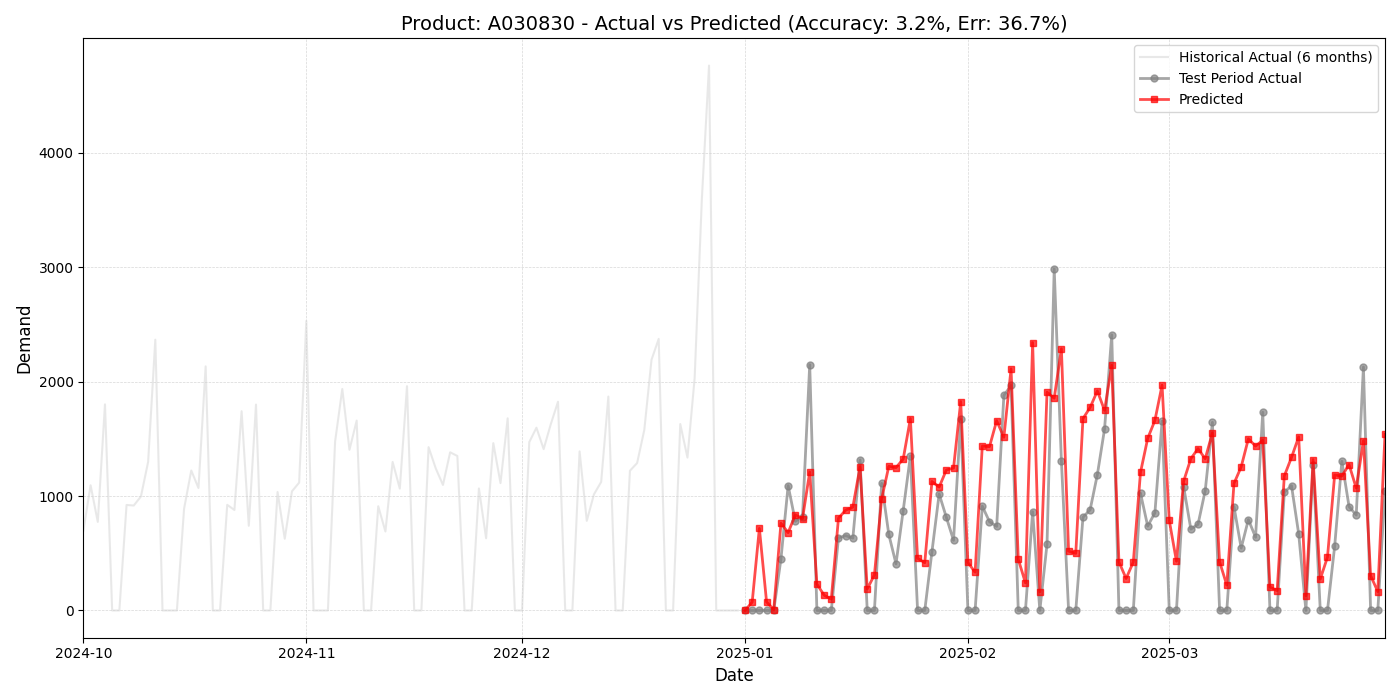 Product: A030830 - Actual vs Predicted (Accuracy: 3.2%, Err: 36.7%)
Historical Actual (6 months)
Test Period Actual
Predicted
Demand
4000
3000
2000
1000
0
2024-10
2024-11
2024-12
2025-01
2025-02
2025-03
Date